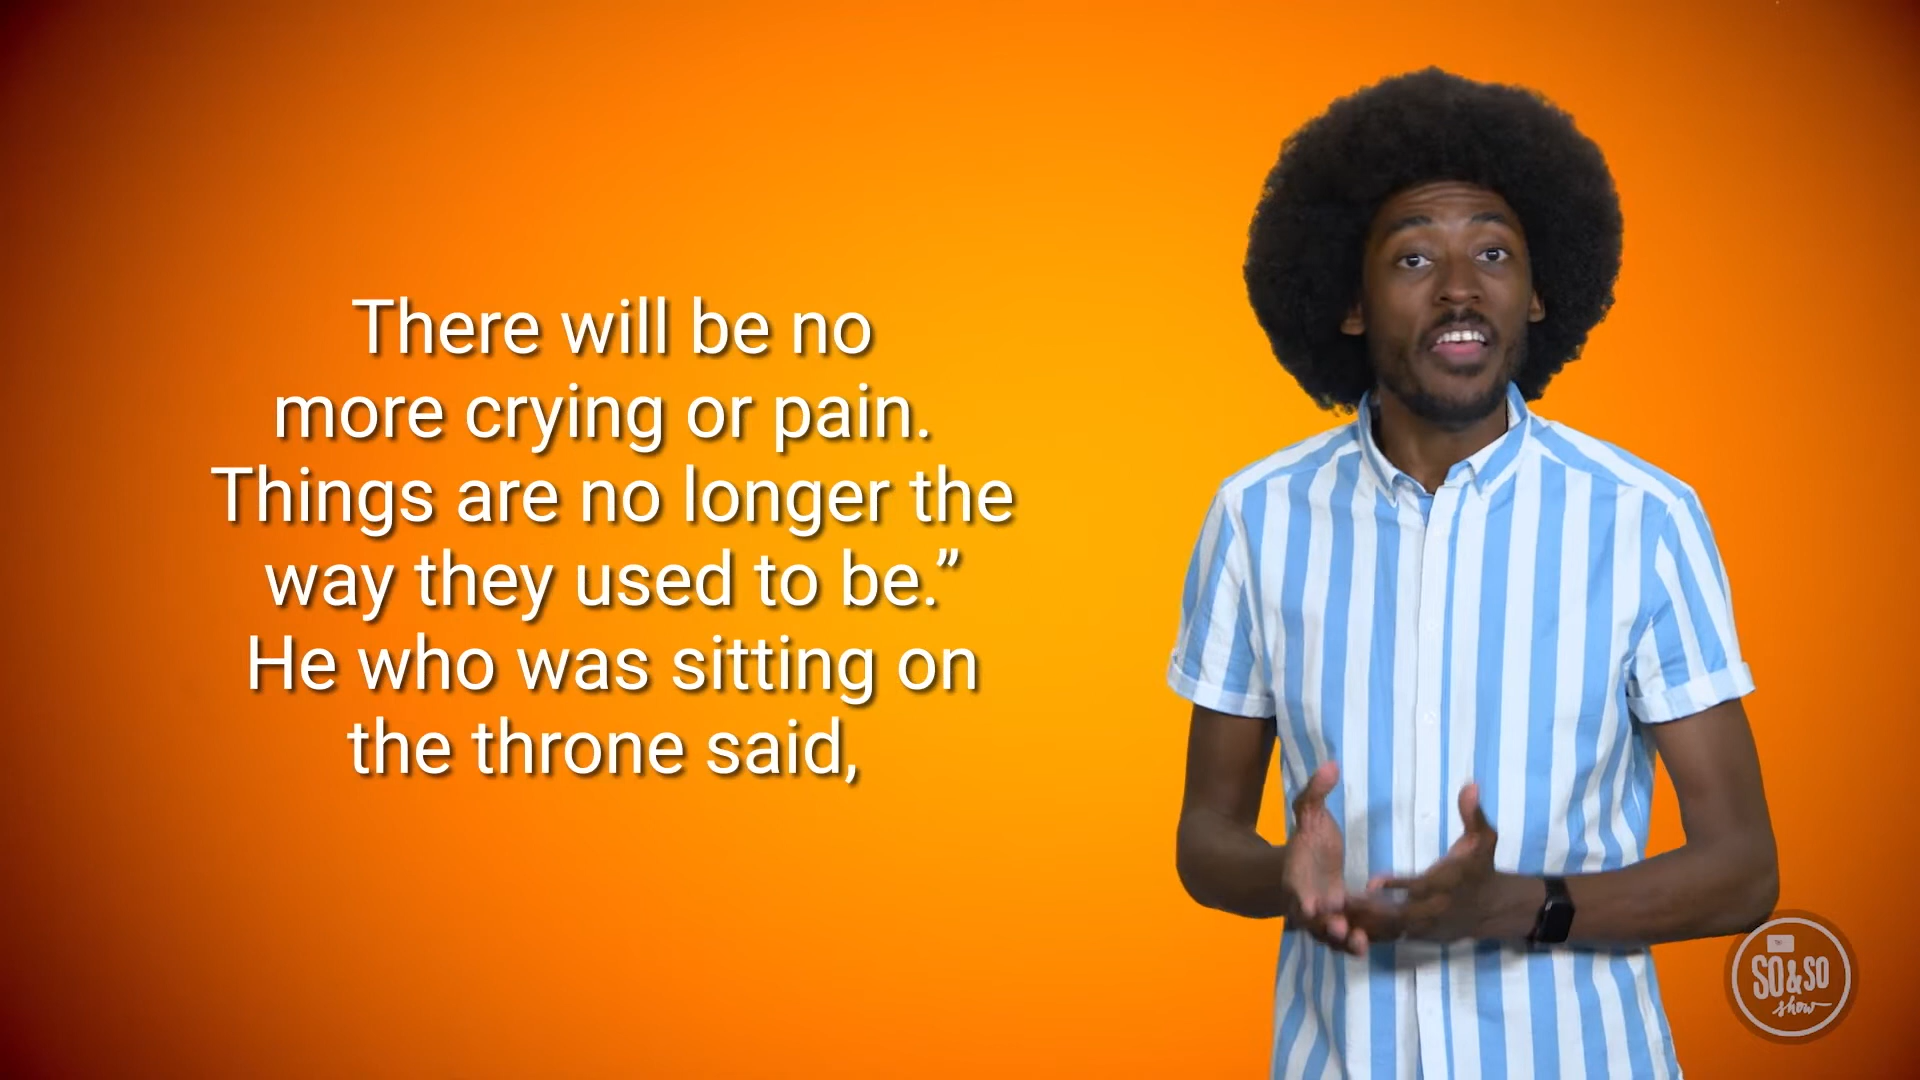 There will be no
more crying or pain.
Things are no longer the
way they used to be.”
He who was sitting on
the throne said,
SO&SO
show